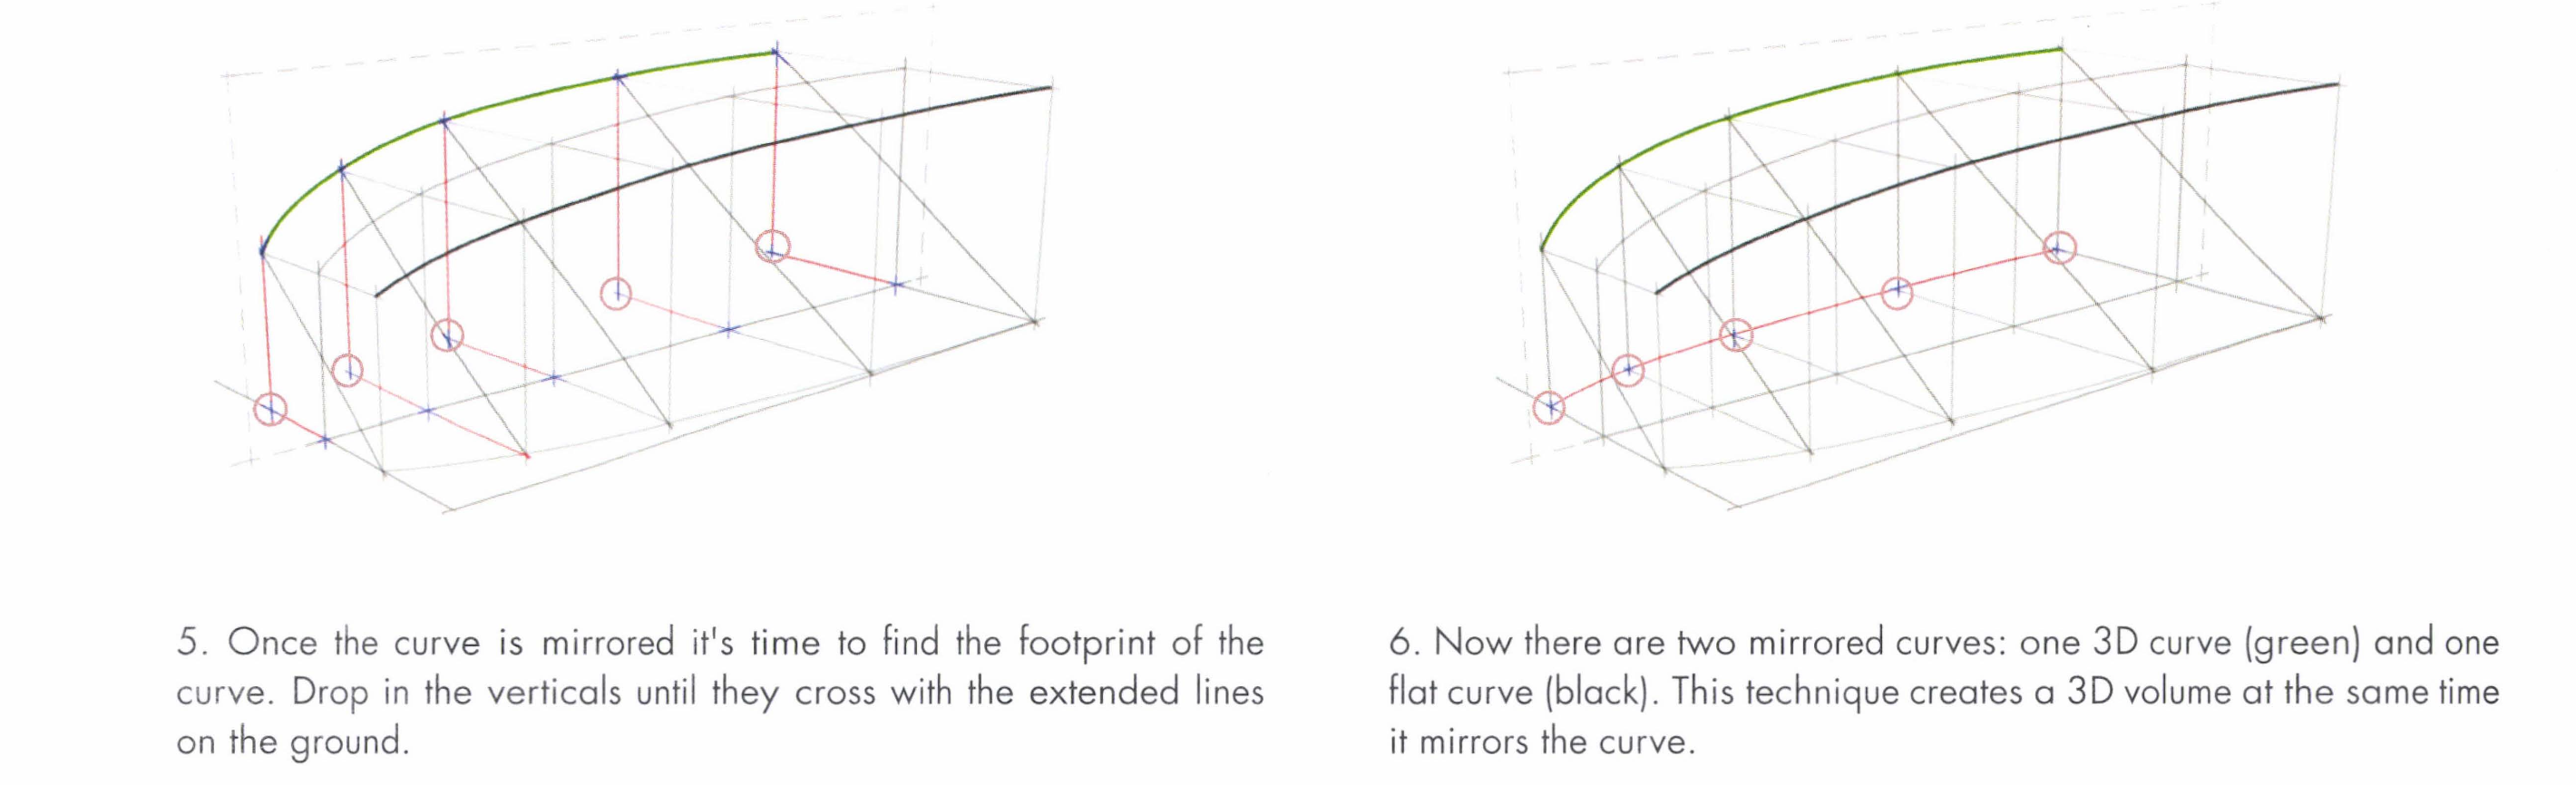 5. Once the curve is mirrored it's time to find the footprint of the
curve. Drop in the verticals until they cross with the extended lines
on the ground.
6. Now there are two mirrored curves: one 3D curve (green) and one
flat curve (black). This technique creates a 3D volume at the same time
it mirrors the curve.